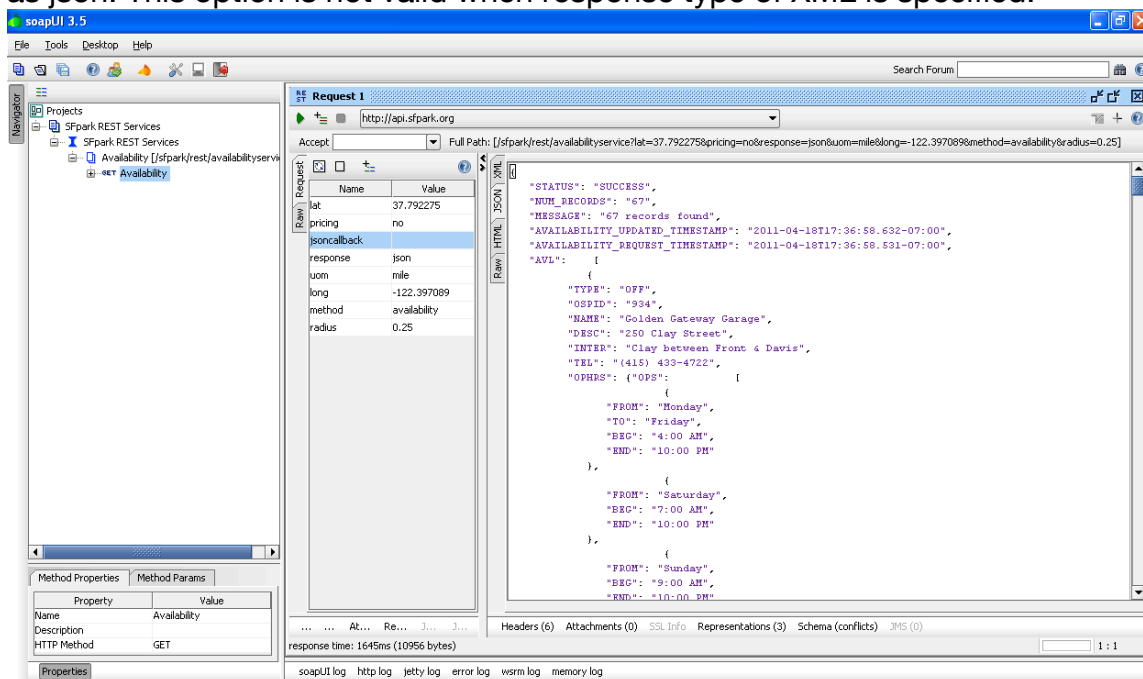 as json. This option is not valid when response type of XML is specified.
soapUI 3.5
File Tools Desktop Help
Search Forum
Navigator
Projects
SFpark REST Services
SFpark REST Services
Availability [/sfpark/rest/availabilityservi
GET Availability
REST Request 1
http://api.sfpark.org
Accept Full Path: [/sfpark/rest/availabilityservice?lat=37.792275&pricing=no&response=json&uom=mile&long=-122.397089&method=availability&radius=0.25]
Request
Raw
Name Value
lat 37.792275
pricing no
jsoncallback
response json
uom mile
long -122.397089
method availability
radius 0.25
XML
JSON
HTML
Raw
{
"STATUS": "SUCCESS",
"NUM_RECORDS": "67",
"MESSAGE": "67 records found",
"AVAILABILITY_UPDATED_TIMESTAMP": "2011-04-18T17:36:58.632-07:00",
"AVAILABILITY_REQUEST_TIMESTAMP": "2011-04-18T17:36:58.531-07:00",
"AVL": [
{
"TYPE": "OFF",
"OSPID": "934",
"NAME": "Golden Gateway Garage",
"DESC": "250 Clay Street",
"INTER": "Clay between Front & Davis",
"TEL": "(415) 433-4722",
"OPHRS": {"OPS": [
{
"FROM": "Monday",
"TO": "Friday",
"BEG": "4:00 AM",
"END": "10:00 PM"
},
{
"FROM": "Saturday",
"BEG": "7:00 AM",
"END": "10:00 PM"
},
{
"FROM": "Sunday",
"BEG": "9:00 AM",
"END": "10:00 PM"
Method Properties Method Params
Property Value
Name Availability
Description
HTTP Method GET
Properties
... ... At... Re... J... J...
Headers (6) Attachments (0) SSL Info Representations (3) Schema (conflicts) JMS (0)
response time: 1645ms (10956 bytes)
1 : 1
soapUI log http log jetty log error log wsrm log memory log